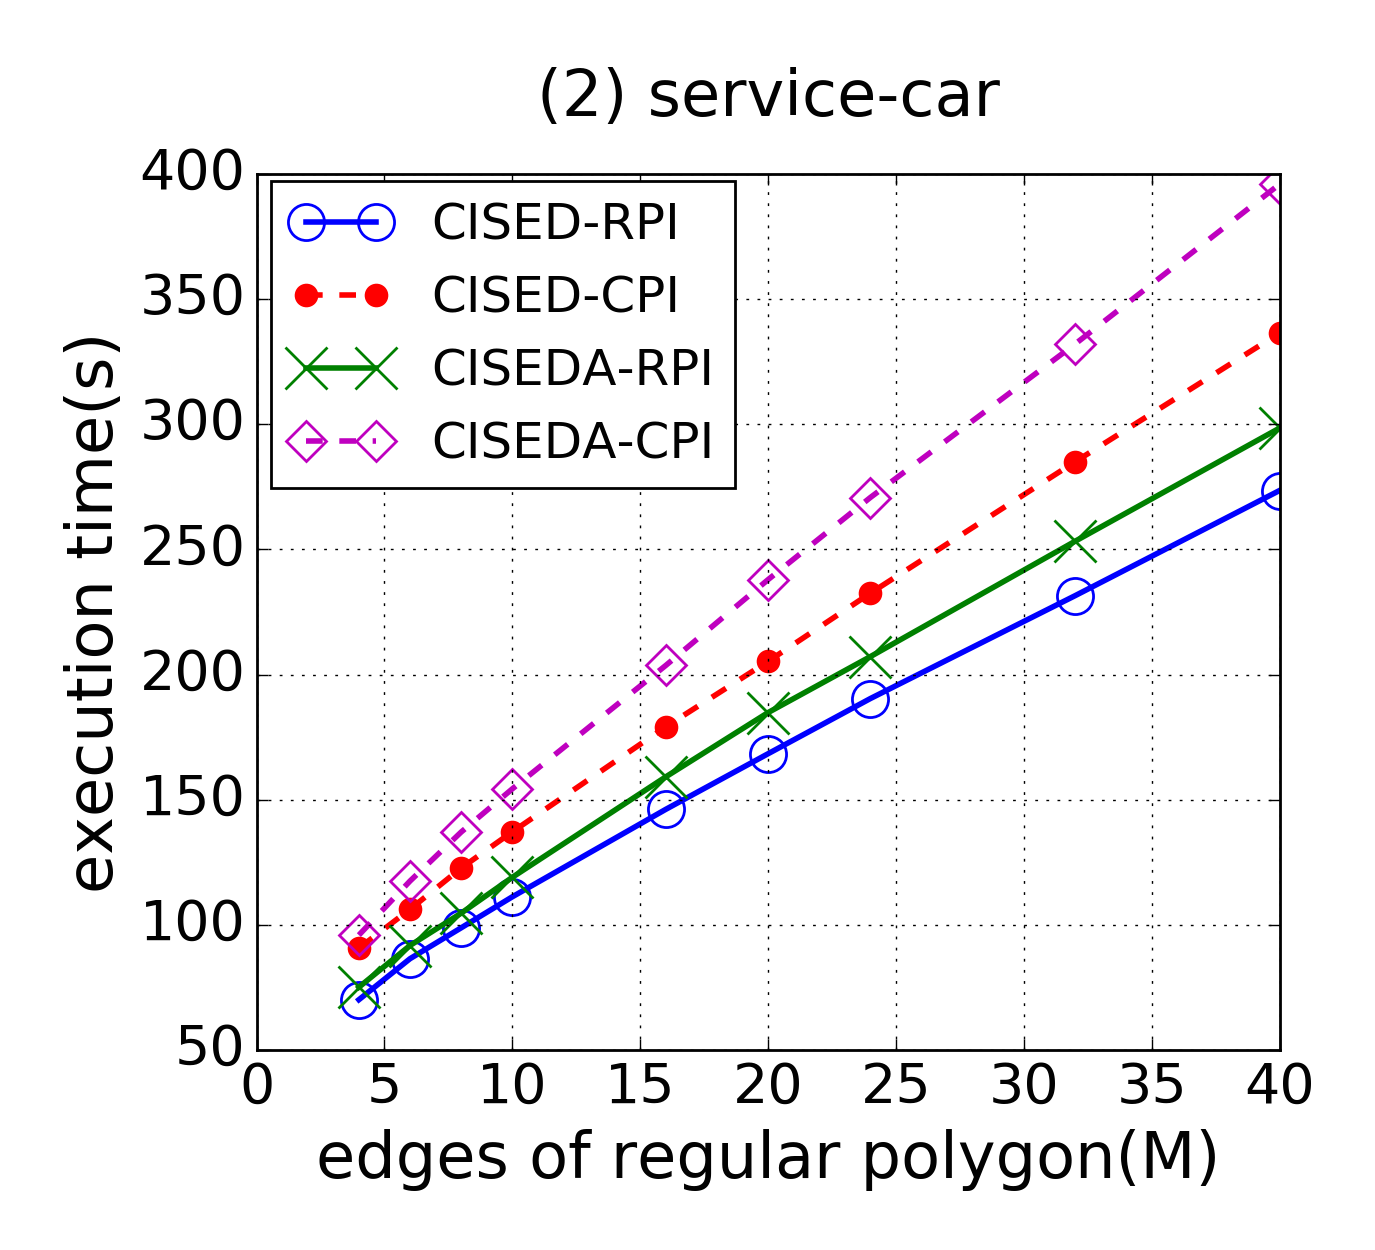 (2) service-car
400
350
300
250
200
150
100
50
execution time(s)
CISED-RPI
CISED-CPI
CISEDA-RPI
CISEDA-CPI
0 5 10 15 20 25 30 35 40
edges of regular polygon(M)